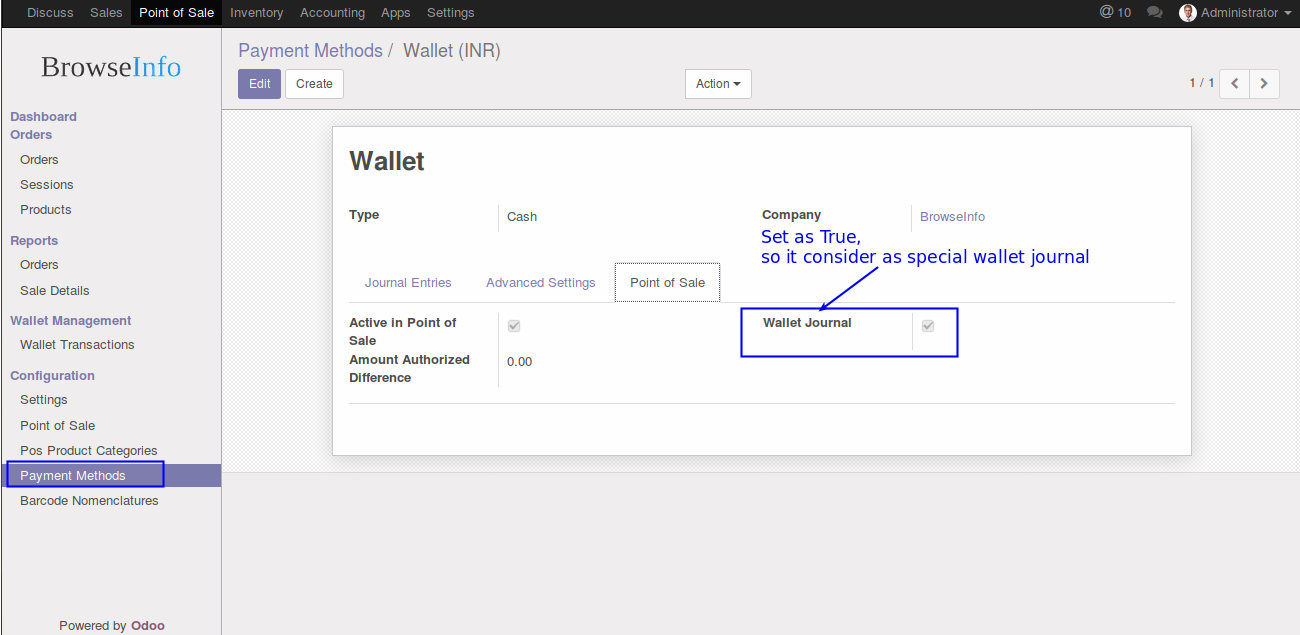 Discuss Sales Point of Sale Inventory Accounting Apps Settings @ 10 Administrator
BrowseInfo
Payment Methods / Wallet (INR)
Edit Create Action 1 / 1
Dashboard
Orders
Orders
Sessions
Products
Reports
Orders
Sale Details
Wallet Management
Wallet Transactions
Configuration
Settings
Point of Sale
Pos Product Categories
Payment Methods
Barcode Nomenclatures
Powered by Odoo
Wallet
Type Cash Company BrowseInfo
Set as True,
so it consider as special wallet journal
Journal Entries Advanced Settings Point of Sale
Active in Point of
Sale
Wallet Journal
Amount Authorized
Difference
0.00